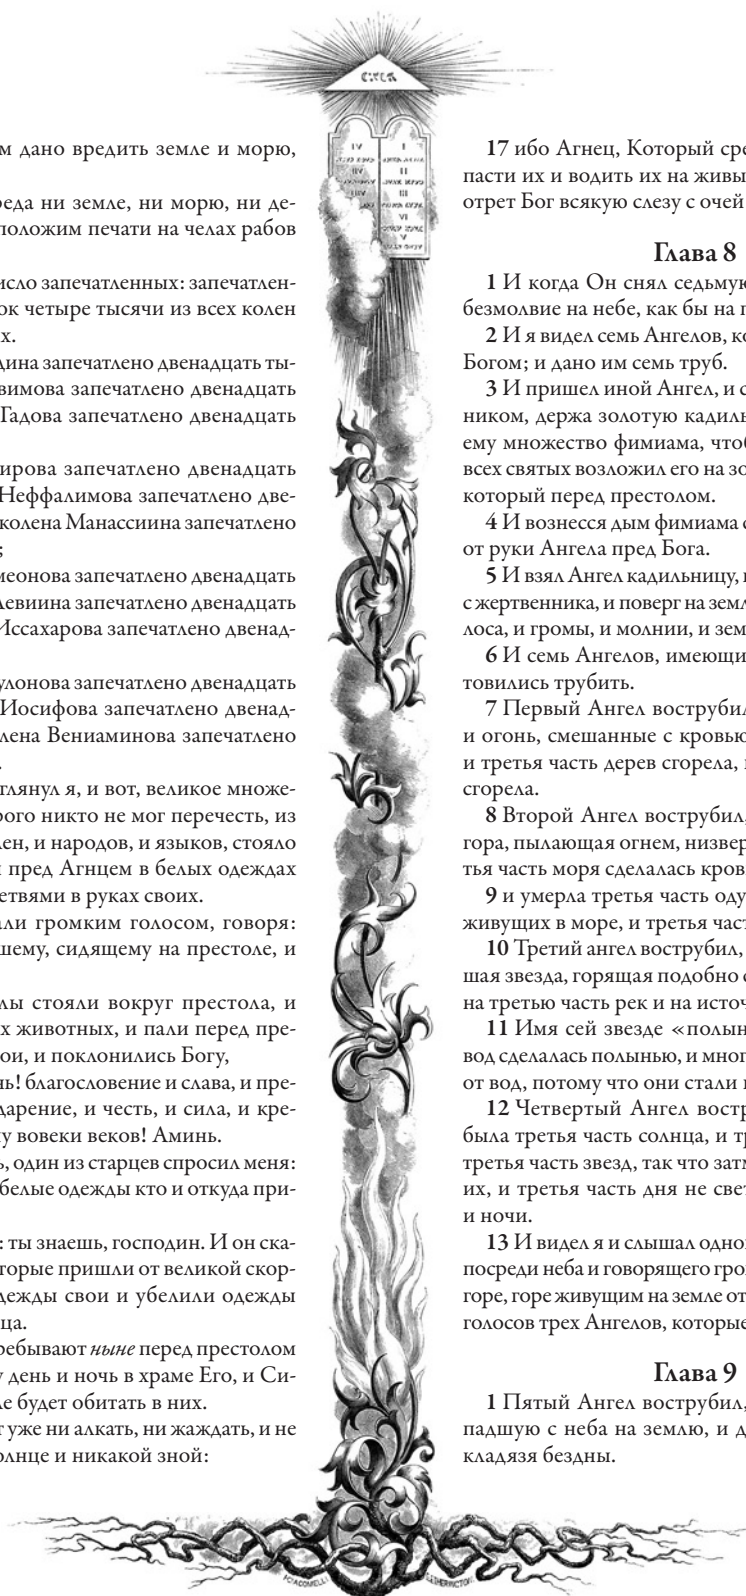 м дано вредить земле и морю,
реда ни земле, ни морю, ни де-
положим печати на челах рабов
исло запечатленных: запечатлен-
ок четыре тысячи из всех колен
х.
дина запечатлено двенадцать ты-
вимова запечатлено двенадцать
Гадова запечатлено двенадцать
ирова запечатлено двенадцать
Неффалимова запечатлено две-
колена Манассиина запечатлено
;
меонова запечатлено двенадцать
левиина запечатлено двенадцать
Иссахарова запечатлено двенад-
улонова запечатлено двенадцать
Иосифова запечатлено двенад-
лена Вениаминова запечатлено
.
глянул я, и вот, великое множе-
рого никто не мог перечесть, из
лен, и народов, и языков, стояло
и пред Агнцем в белых одеждах
етвями в руках своих.
али громким голосом, говоря:
шему, сидящему на престоле, и
лы стояли вокруг престола, и
х животных, и пали перед пре-
ои, и поклонились Богу,
нь! благословение и слава, и пре-
дарение, и честь, и сила, и кре-
у вовеки веков! Аминь.
ь, один из старцев спросил меня:
белые одежды кто и откуда при-
: ты знаешь, господин. И он ска-
торые пришли от великой скор-
дежды свои и убелили одежды
ца.
ребывают ныне перед престолом
у день и ночь в храме Его, и Си-
ле будет обитать в них.
т уже ни алкать, ни жаждать, и не
олнце и никакой зной:
17 ибо Агнец, Который сре
пасти их и водить их на живы
отрет Бог всякую слезу с очей
Глава 8
1 И когда Он снял седьмую
безмолвие на небе, как бы на п
2 И я видел семь Ангелов, ко
Богом; и дано им семь труб.
3 И пришел иной Ангел, и с
ником, держа золотую кадиль
ему множество фимиама, чтоб
всех святых возложил его на зо
который перед престолом.
4 И вознесся дым фимиама с
от руки Ангела пред Бога.
5 И взял Ангел кадильницу, и
с жертвенника, и поверг на земл
лоса, и громы, и молнии, и зем
6 И семь Ангелов, имеющи
товились трубить.
7 Первый Ангел вострубил
и огонь, смешанные с кровью
и третья часть дерев сгорела, и
сгорела.
8 Второй Ангел вострубил,
гора, пылающая огнем, низвер
тья часть моря сделалась кров
9 и умерла третья часть оду
живущих в море, и третья част
10 Третий ангел вострубил,
шая звезда, горящая подобно с
на третью часть рек и на источ
11 Имя сей звезде «полын
вод сделалась полынью, и мног
от вод, потому что они стали г
12 Четвертый Ангел востр
была третья часть солнца, и тр
третья часть звезд, так что затм
их, и третья часть дня не свет
и ночи.
13 И видел я и слышал одно
посреди неба и говорящего гро
горе, горе живущим на земле от
голосов трех Ангелов, которые
Глава 9
1 Пятый Ангел вострубил,
падшую с неба на землю, и д
кладязя бездны.